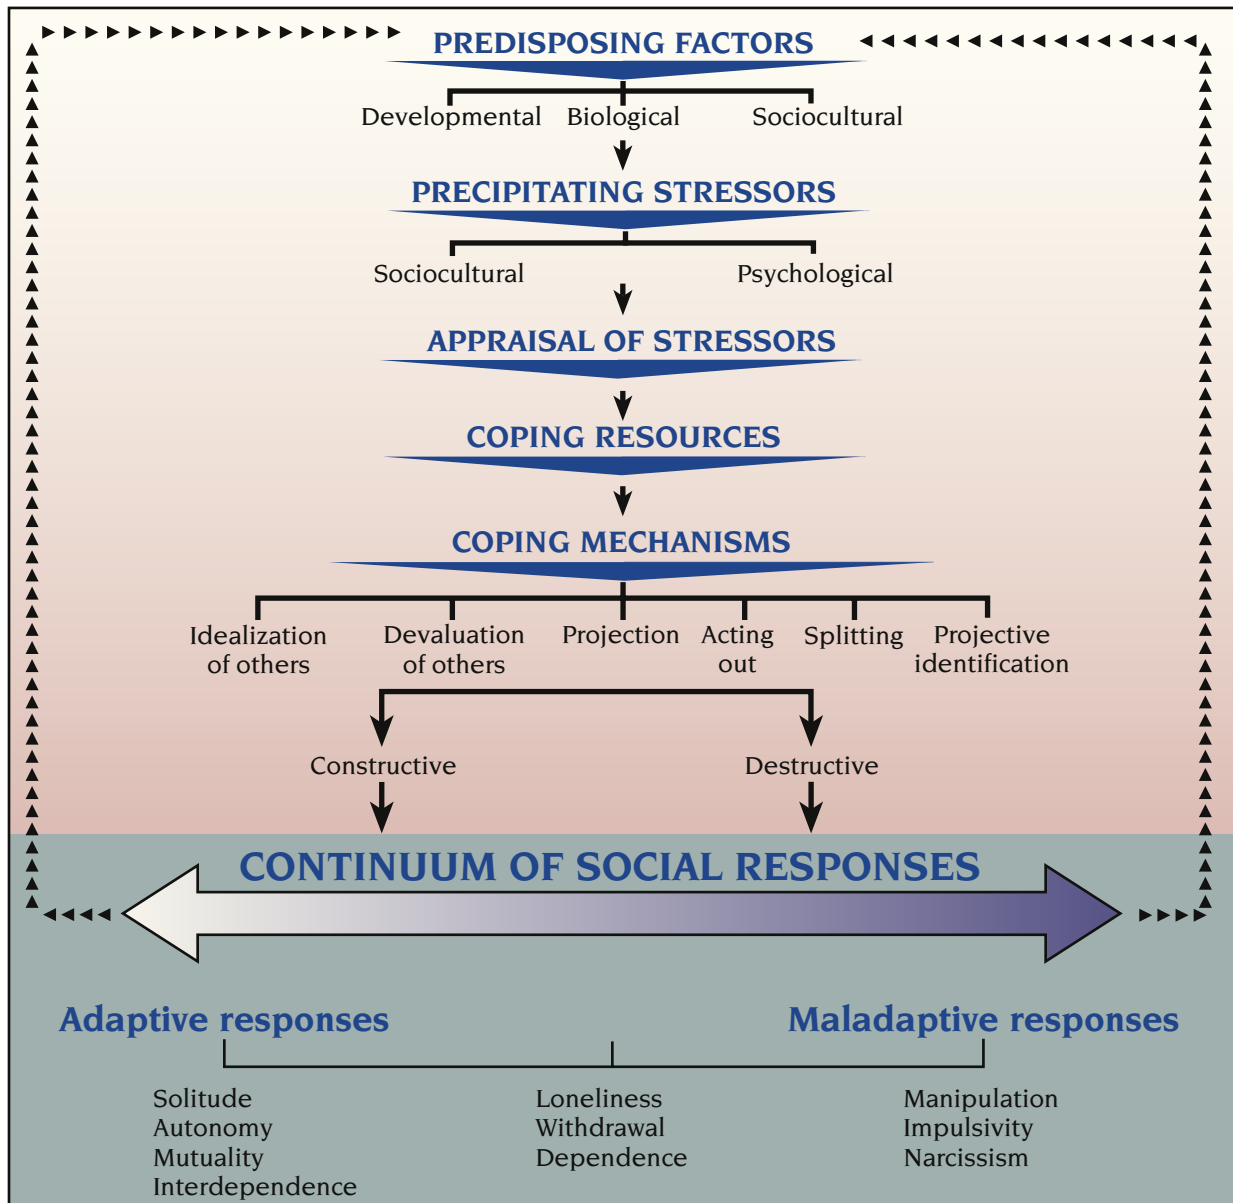 PREDISPOSING FACTORS
Developmental Biological Sociocultural
PRECIPITATING STRESSORS
Sociocultural Psychological
APPRAISAL OF STRESSORS
COPING RESOURCES
COPING MECHANISMS
Idealization of others
Devaluation of others
Projection
Acting out
Splitting
Projective identification
Constructive Destructive
CONTINUUM OF SOCIAL RESPONSES
Adaptive responses Maladaptive responses
Solitude
Autonomy
Mutuality
Interdependence
Loneliness
Withdrawal
Dependence
Manipulation
Impulsivity
Narcissism